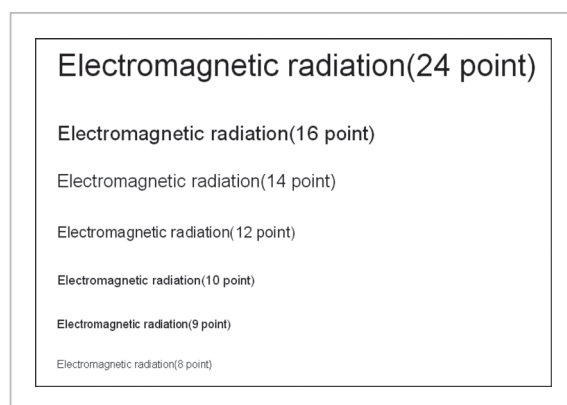 Electromagnetic radiation(24 point)
Electromagnetic radiation(16 point)
Electromagnetic radiation(14 point)
Electromagnetic radiation(12 point)
Electromagnetic radiation(10 point)
Electromagnetic radiation(9 point)
Electromagnetic radiation(8 point)